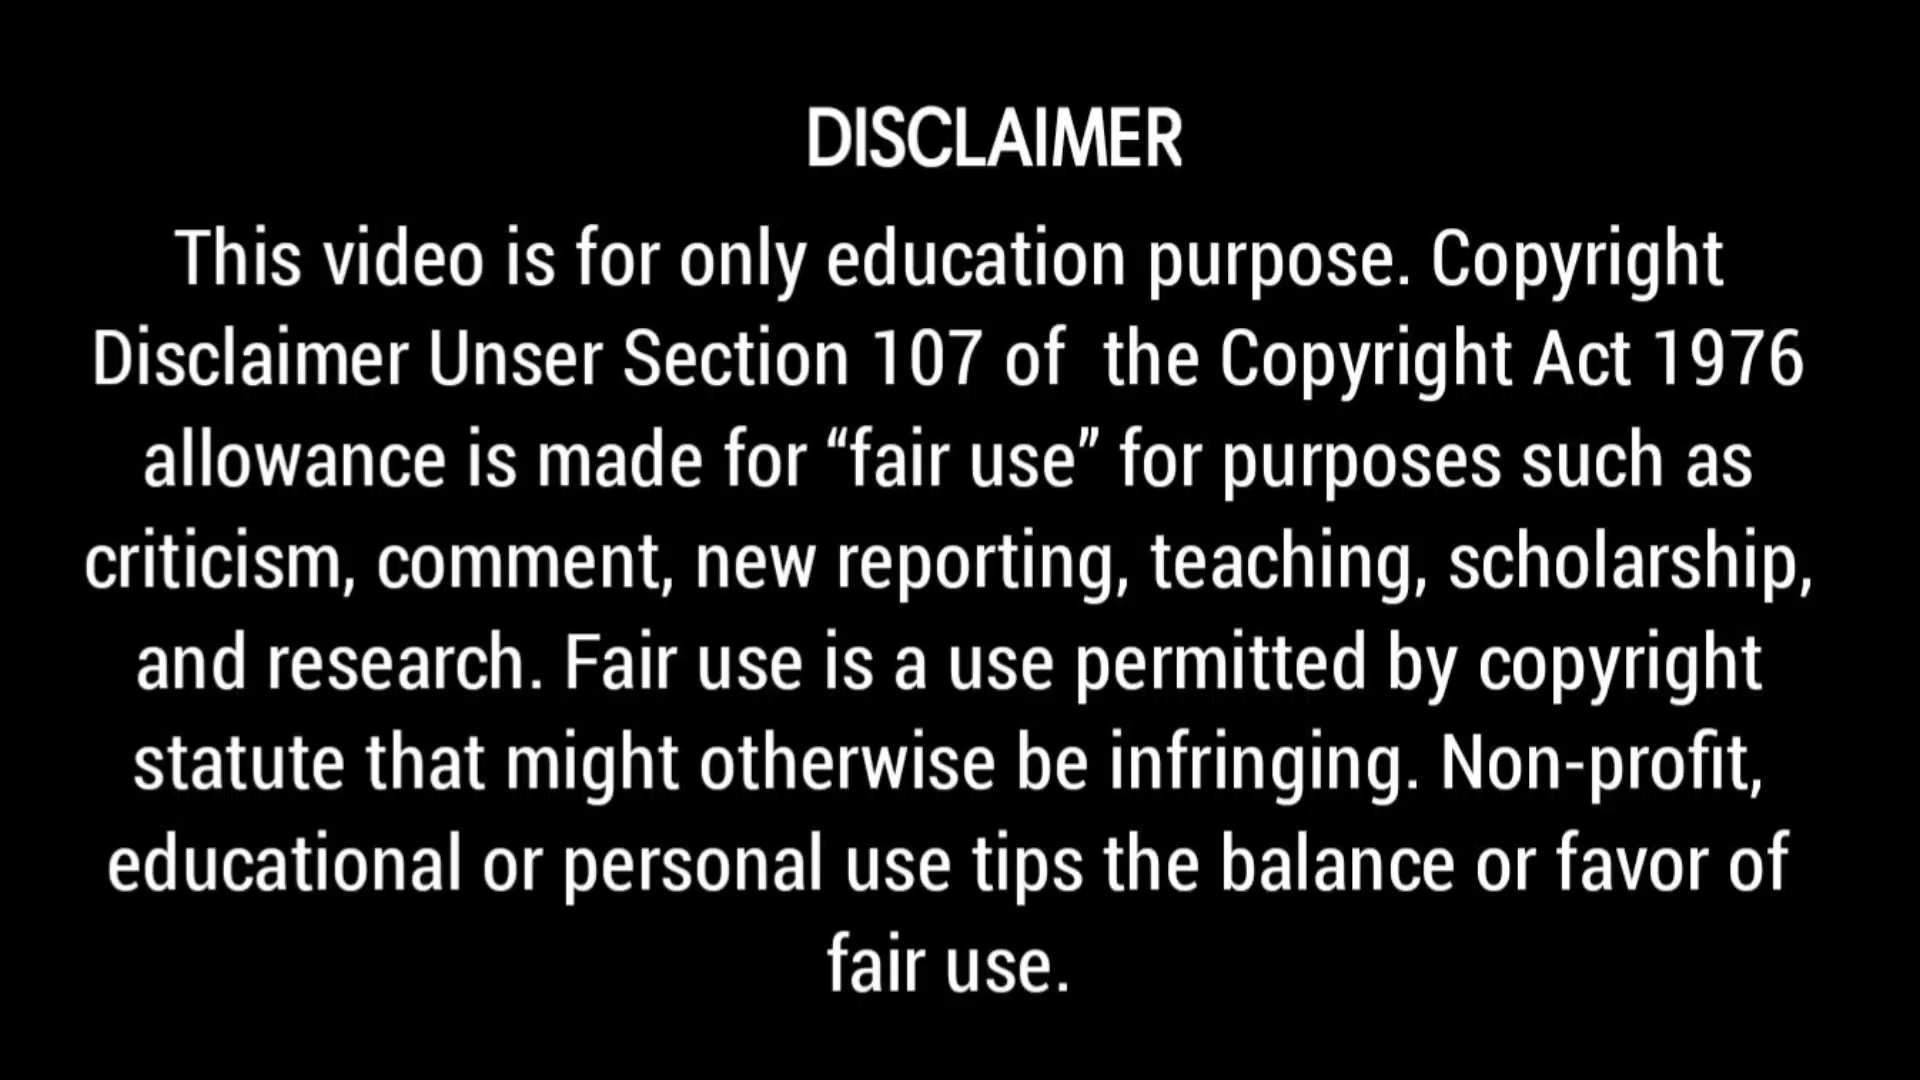 DISCLAIMER
This video is for only education purpose. Copyright
Disclaimer Unser Section 107 of  the Copyright Act 1976
allowance is made for “fair use” for purposes such as
criticism, comment, new reporting, teaching, scholarship,
and research. Fair use is a use permitted by copyright
statute that might otherwise be infringing. Non-profit,
educational or personal use tips the balance or favor of
fair use.